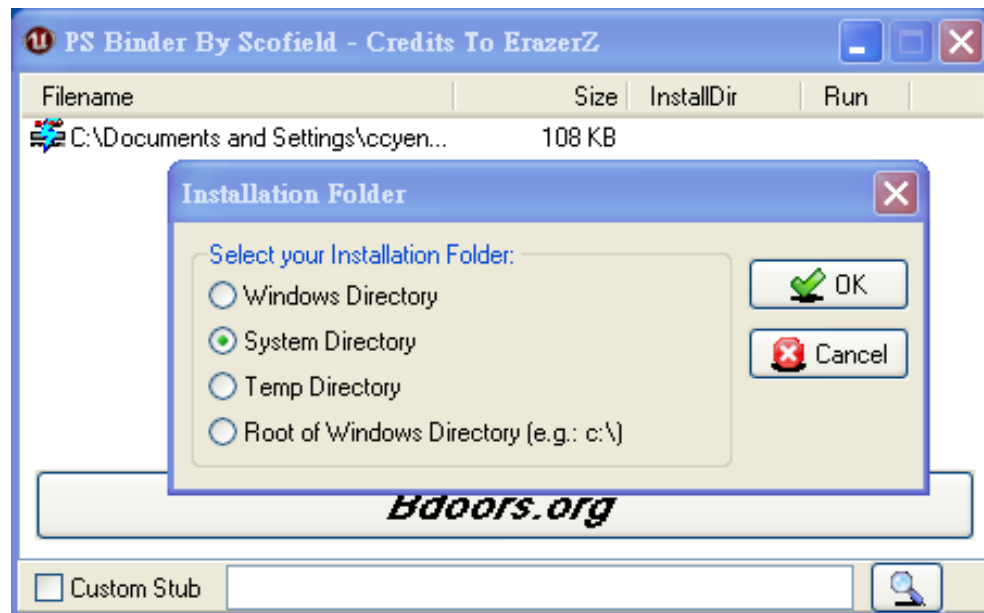 PS Binder By Scofield - Credits To ErazerZ
Filename Size InstallDir Run
C:\Documents and Settings\ccyen... 108 KB
Installation Folder
Select your Installation Folder:
Windows Directory
System Directory
Temp Directory
Root of Windows Directory (e.g.: c:\)
OK
Cancel
Bdoors.org
Custom Stub